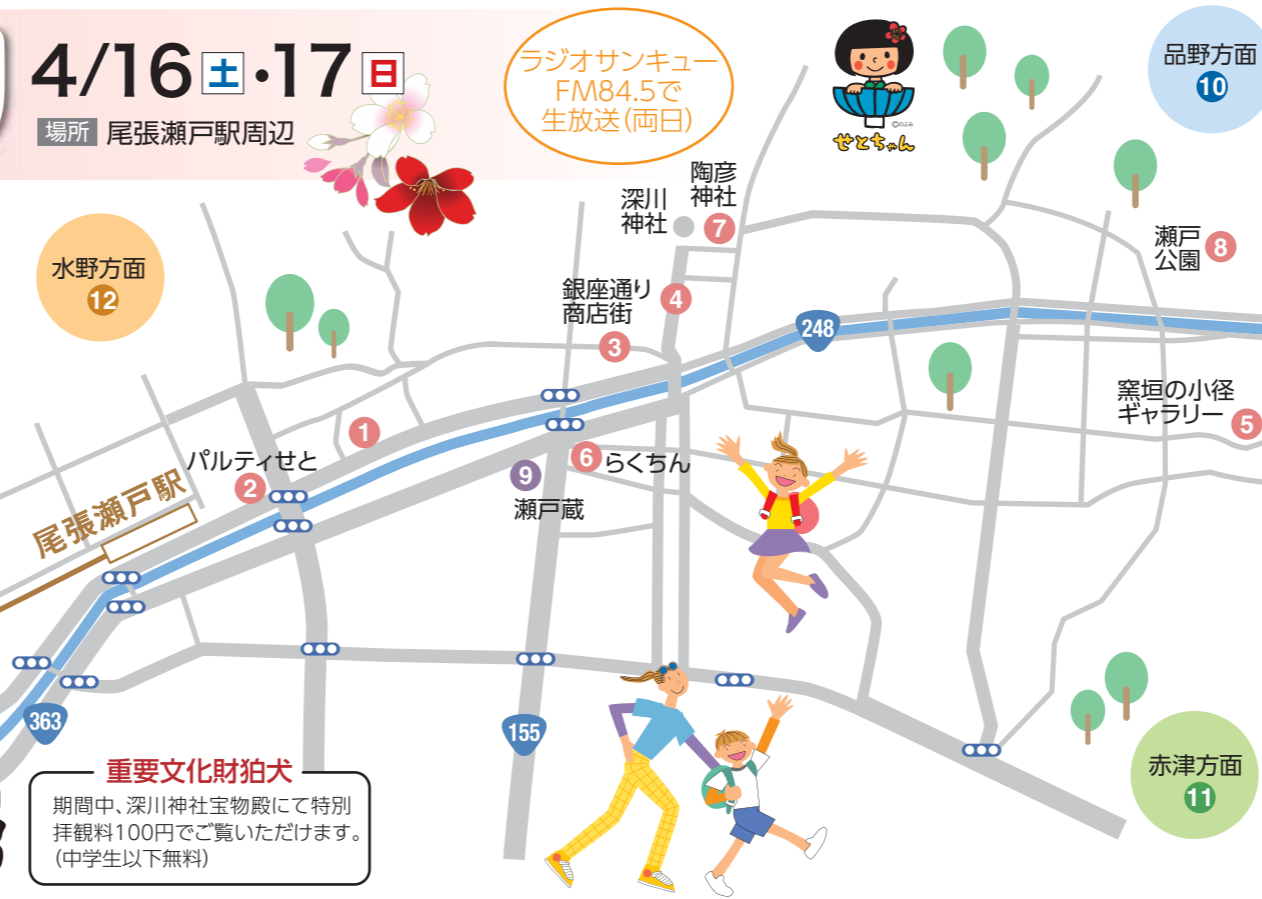 4/16土・17日
場所 尾張瀬戸駅周辺
ラジオサンキュー
FM84.5で
生放送(両日)
©のぶみ
せとちゃん
品野方面
10
陶彦
神社
7
深川
神社
瀬戸
公園
8
水野方面
12
銀座通り
商店街
4
3
248
窯垣の小径
ギャラリー
5
1
パルティせと
2
6
らくちん
9
瀬戸蔵
尾張瀬戸駅
363
155
赤津方面
11
重要文化財狛犬
期間中、深川神社宝物殿にて特別
拝観料100円でご覧いただけます。
(中学生以下無料)